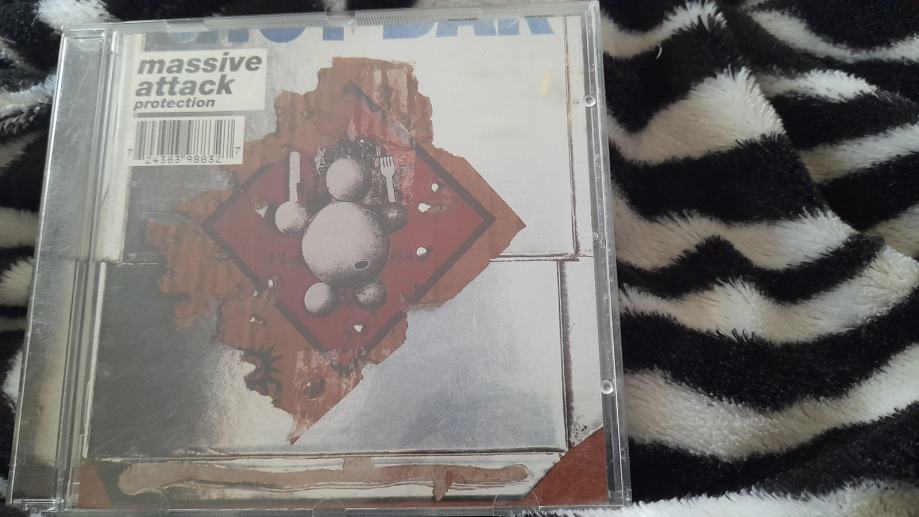 massive
attack
protection
7 24383 98832 7